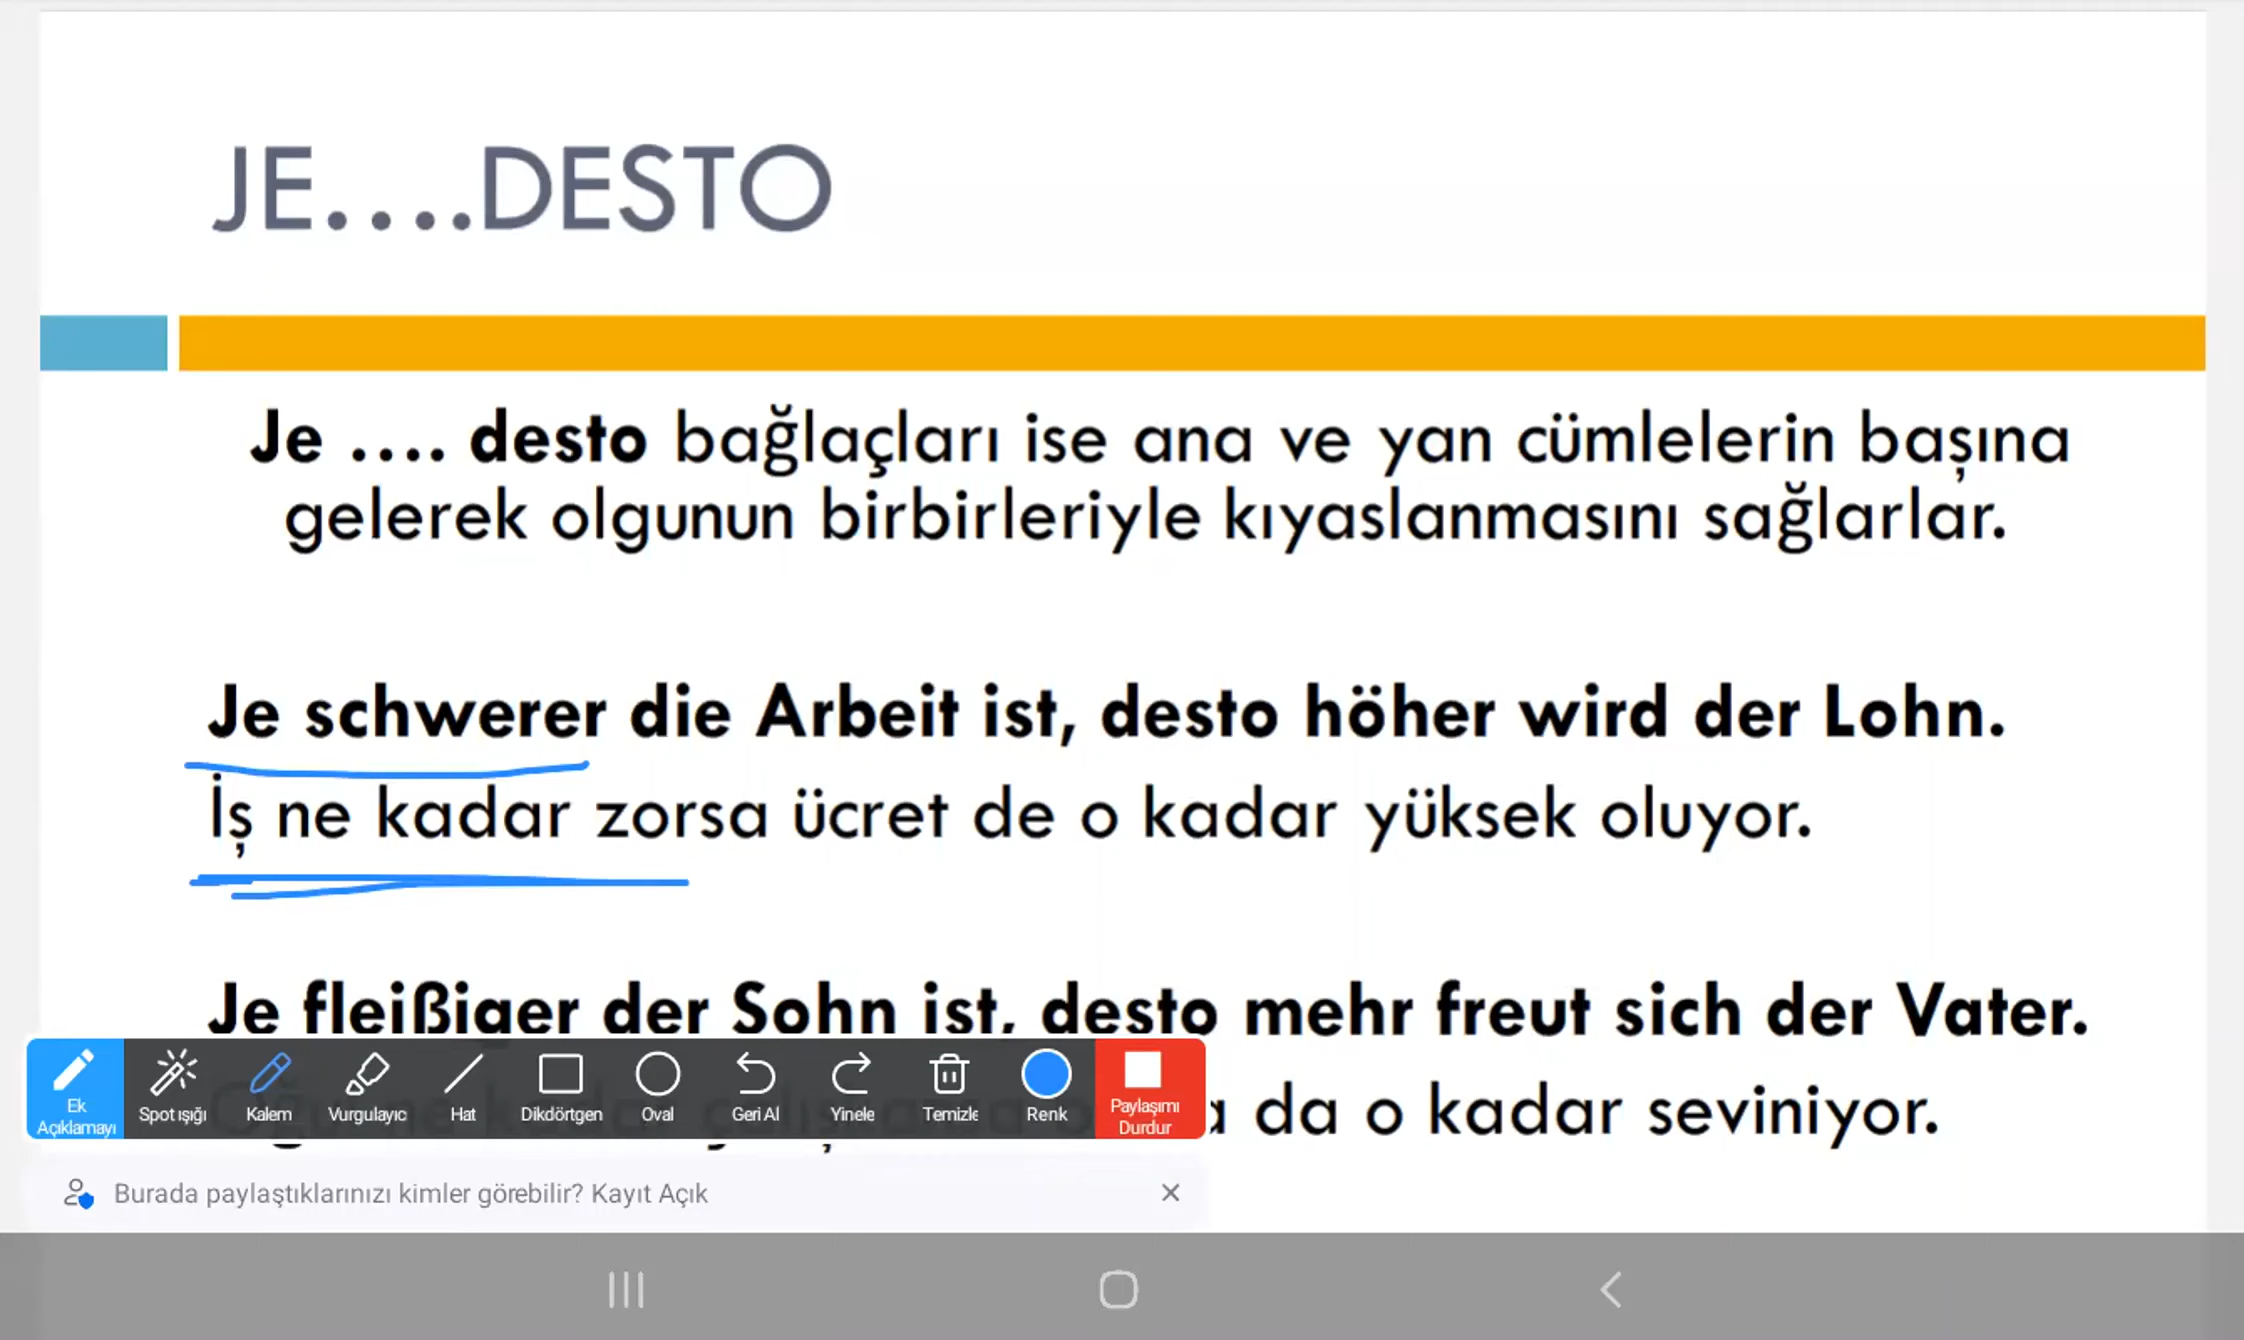 JE....DESTO
Je .... desto bağlaçları ise ana ve yan cümlelerin başına
gelerek olgunun birbirleriyle kıyaslanmasını sağlarlar.
Je schwerer die Arbeit ist, desto höher wird der Lohn.
İş ne kadar zorsa ücret de o kadar yüksek oluyor.
Je fleißiger der Sohn ist, desto mehr freut sich der Vater.
da o kadar seviniyor.
Ek Açıklamayı
Spot ışığı
Kalem
Vurgulayıc
Hat
Dikdörtgen
Oval
Geri Al
Yinele
Temizle
Renk
Paylaşımı Durdur
Burada paylaştıklarınızı kimler görebilir? Kayıt Açık